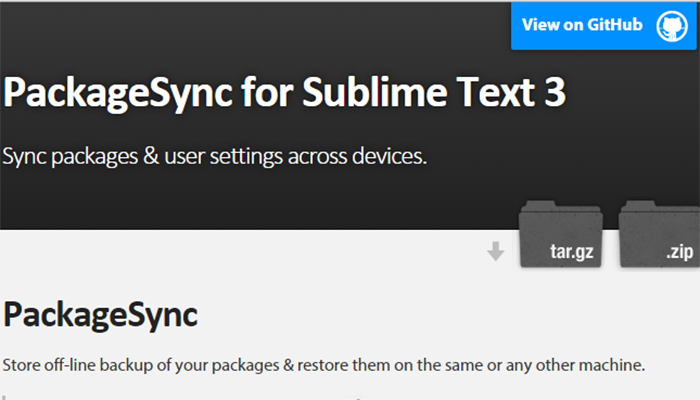 View on GitHub
PackageSync for Sublime Text 3
Sync packages & user settings across devices.
tar.gz
.zip
PackageSync
Store off-line backup of your packages & restore them on the same or any other machine.